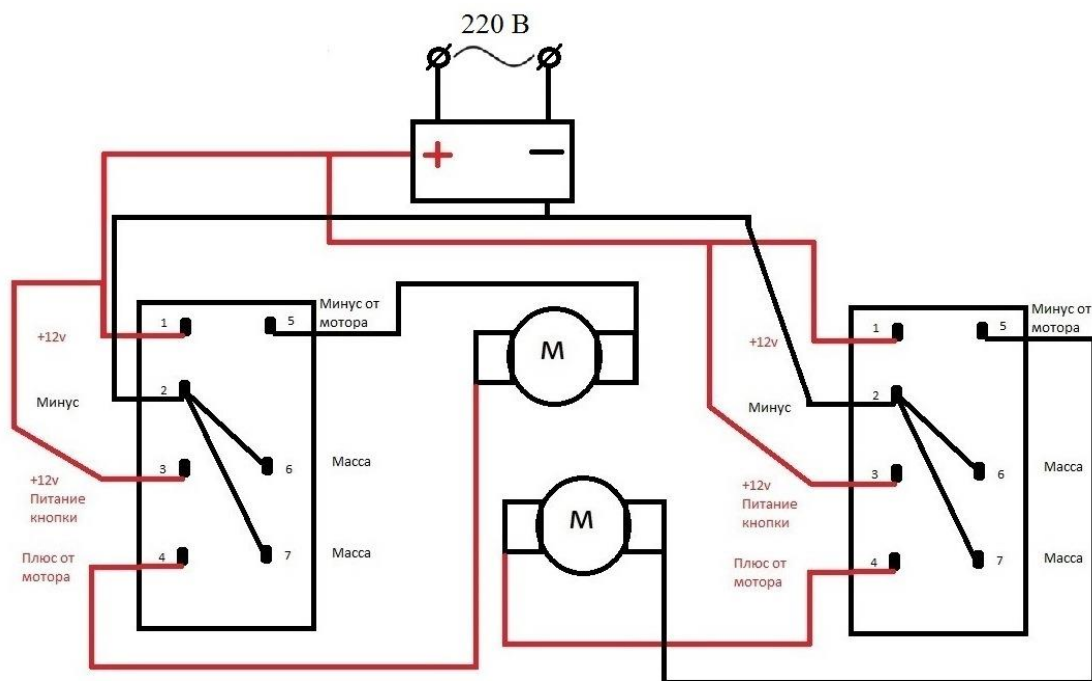 220 В
+
−
1
5
Минус от
мотора
+12v
2
Минус
3
6
Масса
+12v
Питание
кнопки
4
7
Масса
Плюс от
мотора
М
М
1
5
Минус от
мотора
+12v
2
Минус
3
6
Масса
+12v
Питание
кнопки
4
7
Масса
Плюс от
мотора